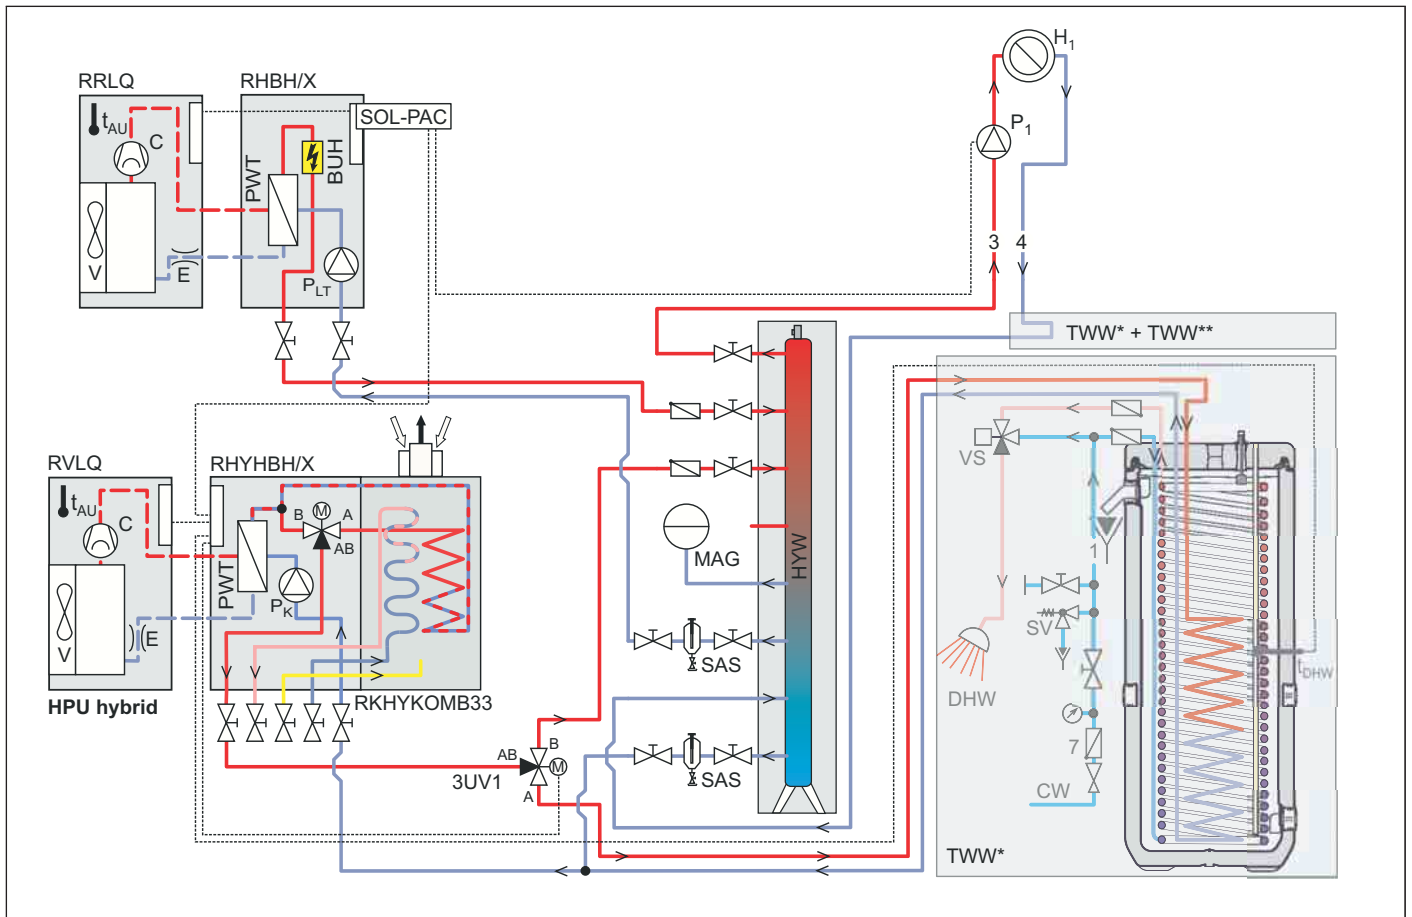 H1
RRLQ
RHBH/X
tAU
C
SOL-PAC
P1
BUH
PWT
V
E
PLT
3
4
TWW* + TWW**
RVLQ
RHYHBH/X
tAU
C
M
B
A
AB
PWT
PK
V
E
HPU hybrid
RKHYKOMB33
MAG
HYW
SAS
AB
B
M
3UV1
A
SAS
VS
1
SV
tDHW
DHW
7
CW
TWW*